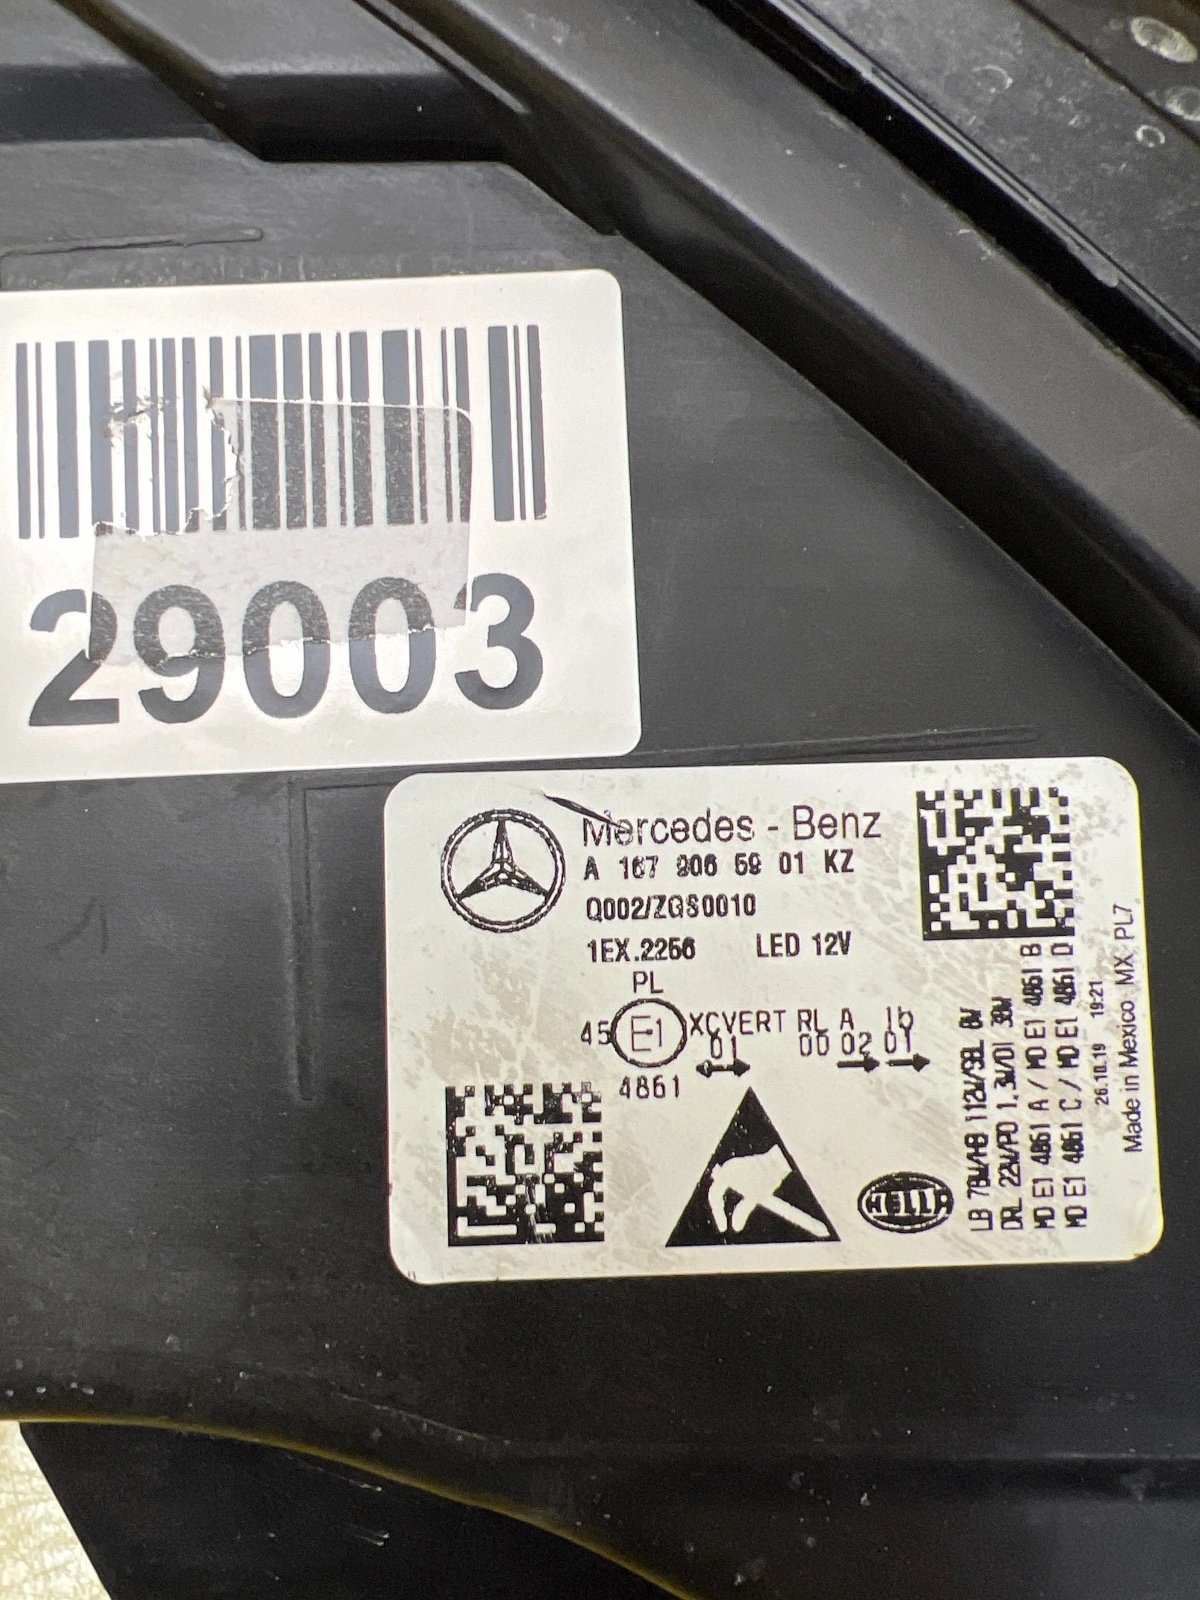 29003
Mercedes - Benz
A 167 906 59 01 KZ
Q002/ZGS0010
1EX.2256 LED 12V
PL
45 E1 XCVERT RL A 1b
01 00 02 01
4861
HELLA
LB 78W/HB 112W/SBL 8W
DRL 22W/PO 1.3W/DI 38W
MD E1 4861 A / MD E1 4861 B
MD E1 4861 C / MD E1 4861 D
26.10.19 19:21
Made in Mexico MX PL7